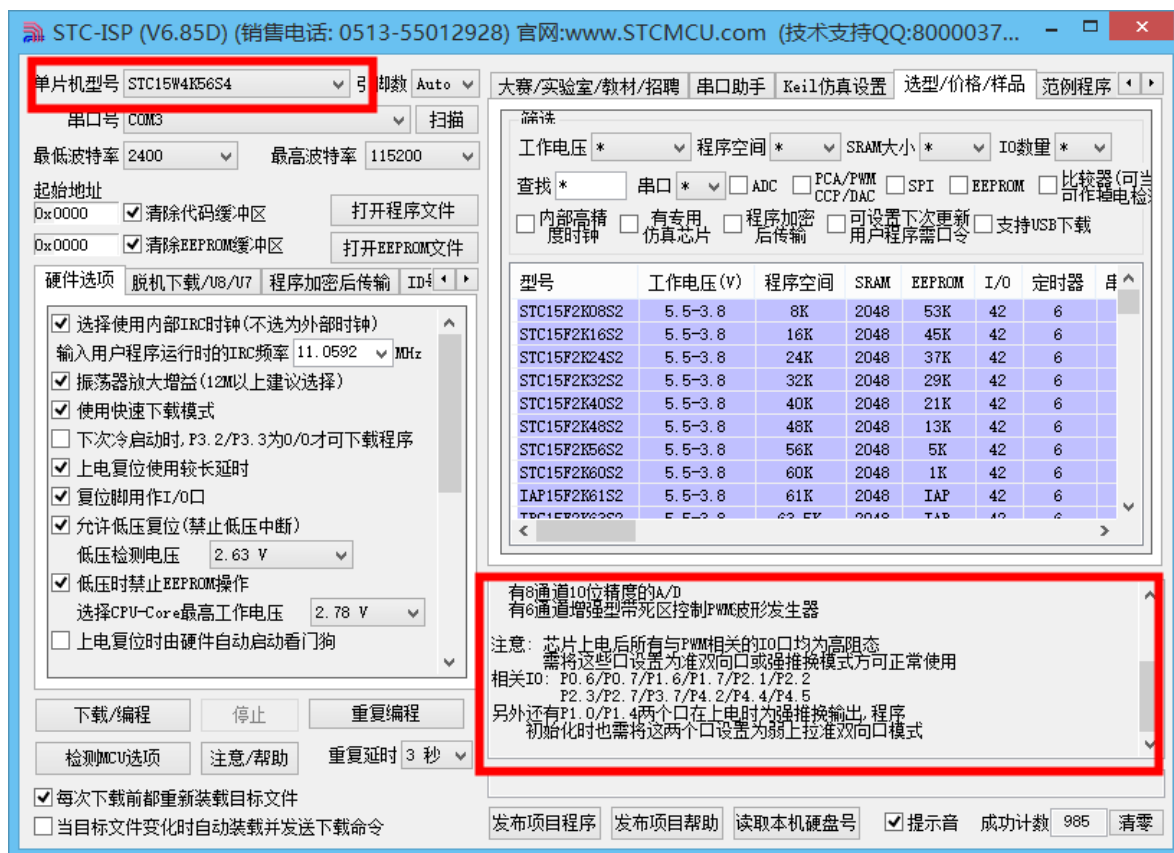 STC-ISP (V6.85D) (销售电话: 0513-55012928) 官网:www.STCMCU.com (技术支持QQ:8000037...
单片机型号 STC15W4K56S4 引脚数 Auto
串口号 COM3 扫描
最低波特率 2400 最高波特率 115200
起始地址
0x0000 清除代码缓冲区 打开程序文件
0x0000 清除EEPROM缓冲区 打开EEPROM文件
硬件选项 脱机下载/U8/U7 程序加密后传输
选择使用内部IRC时钟(不选为外部时钟)
输入用户程序运行时的IRC频率 11.0592 MHz
振荡器放大增益(12M以上建议选择)
使用快速下载模式
下次冷启动时,P3.2/P3.3为0/0才可下载程序
上电复位使用较长延时
复位脚用作I/O口
允许低压复位(禁止低压中断)
低压检测电压 2.63 V
低压时禁止EEPROM操作
选择CPU-Core最高工作电压 2.78 V
上电复位时由硬件自动启动看门狗
下载/编程 停止 重复编程
检测MCU选项 注意/帮助 重复延时 3 秒
每次下载前都重新装载目标文件
当目标文件变化时自动装载并发送下载命令
大赛/实验室/教材/招聘 串口助手 Keil仿真设置 选型/价格/样品 范例程序
筛选
工作电压 * 程序空间 * SRAM大小 * IO数量 *
查找 * 串口 * ADC PCA/PWM CCP/DAC SPI EEPROM 比较器(可当 可作掉电检
内部高精度时钟 有专用仿真芯片 程序加密后传输 可设置下次更新用户程序需口令 支持USB下载
型号 工作电压(V) 程序空间 SRAM EEPROM I/O 定时器
STC15F2K08S2 5.5-3.8 8K 2048 53K 42 6
STC15F2K16S2 5.5-3.8 16K 2048 45K 42 6
STC15F2K24S2 5.5-3.8 24K 2048 37K 42 6
STC15F2K32S2 5.5-3.8 32K 2048 29K 42 6
STC15F2K40S2 5.5-3.8 40K 2048 21K 42 6
STC15F2K48S2 5.5-3.8 48K 2048 13K 42 6
STC15F2K56S2 5.5-3.8 56K 2048 5K 42 6
STC15F2K60S2 5.5-3.8 60K 2048 1K 42 6
IAP15F2K61S2 5.5-3.8 61K 2048 IAP 42 6
有8通道10位精度的A/D
有6通道增强型带死区控制PWM波形发生器
注意: 芯片上电后所有与PWM相关的IO口均为高阻态
需将这些口设置为准双向口或强推挽模式方可正常使用
相关IO: P0.6/P0.7/P1.6/P1.7/P2.1/P2.2
P2.3/P2.7/P3.7/P4.2/P4.4/P4.5
另外还有P1.0/P1.4两个口在上电时为强推挽输出,程序
初始化时也需将这两个口设置为弱上拉准双向口模式
发布项目程序 发布项目帮助 读取本机硬盘号 提示音 成功计数 985 清零